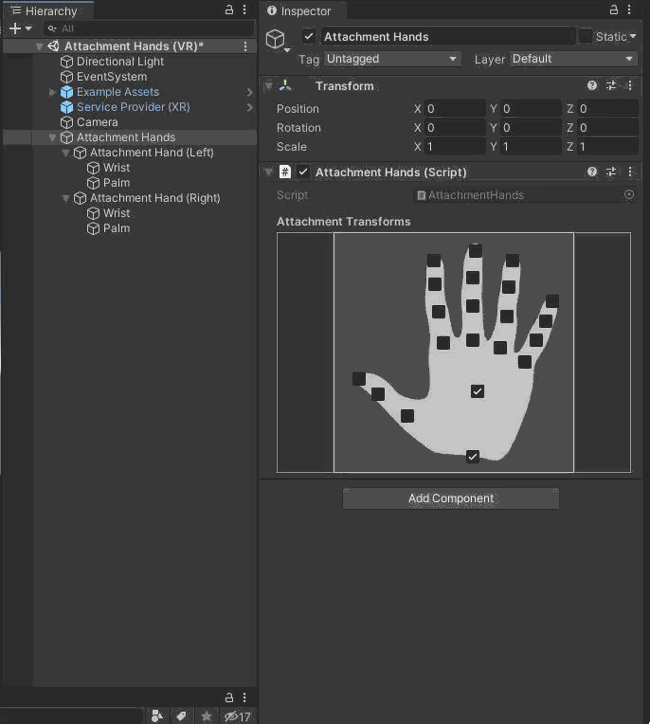 Hierarchy
All
Attachment Hands (VR)*
Directional Light
EventSystem
Example Assets
Service Provider (XR)
Camera
Attachment Hands
Attachment Hand (Left)
Wrist
Palm
Attachment Hand (Right)
Wrist
Palm
17
Inspector
Attachment Hands Static
Tag Untagged Layer Default
Transform
Position X 0 Y 0 Z 0
Rotation X 0 Y 0 Z 0
Scale X 1 Y 1 Z 1
# Attachment Hands (Script)
Script AttachmentHands
Attachment Transforms
Add Component